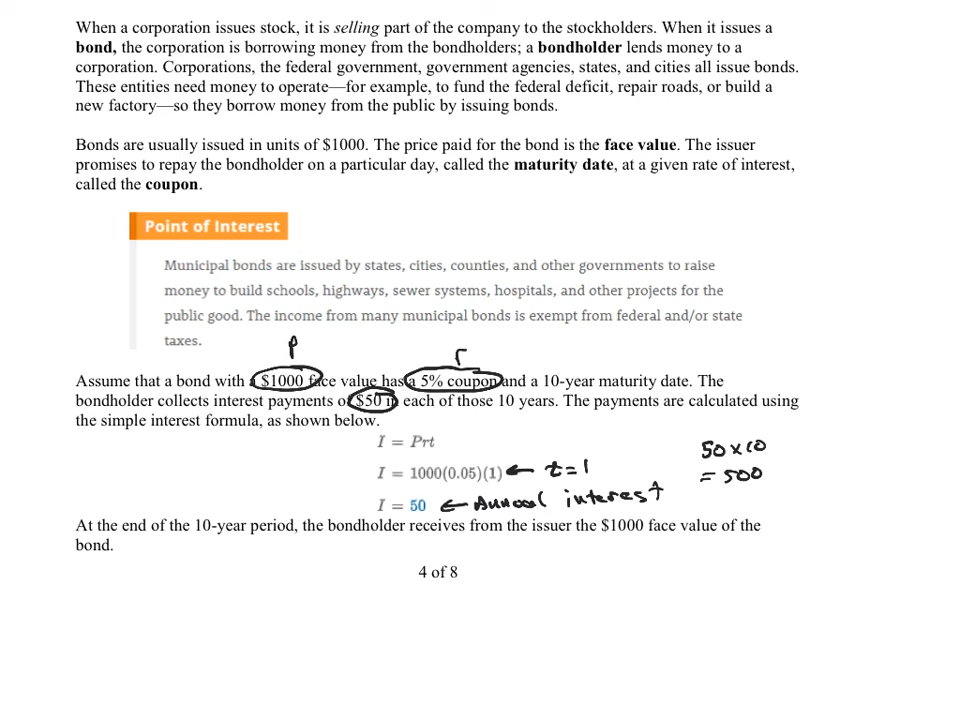 When a corporation issues stock, it is selling part of the company to the stockholders. When it issues a
bond, the corporation is borrowing money from the bondholders; a bondholder lends money to a
corporation. Corporations, the federal government, government agencies, states, and cities all issue bonds.
These entities need money to operate—for example, to fund the federal deficit, repair roads, or build a
new factory—so they borrow money from the public by issuing bonds.
Bonds are usually issued in units of $1000. The price paid for the bond is the face value. The issuer
promises to repay the bondholder on a particular day, called the maturity date, at a given rate of interest,
called the coupon.
Point of Interest
Municipal bonds are issued by states, cities, counties, and other governments to raise
money to build schools, highways, sewer systems, hospitals, and other projects for the
public good. The income from many municipal bonds is exempt from federal and/or state
taxes.
P r
Assume that a bond with a $1000 face value has a 5% coupon and a 10-year maturity date. The
bondholder collects interest payments of $50 in each of those 10 years. The payments are calculated using
the simple interest formula, as shown below.
I = Prt
50 x 10
I = 1000(0.05)(1) ← t=1
= 500
I = 50 ← Annual interest
At the end of the 10-year period, the bondholder receives from the issuer the $1000 face value of the
bond.
4 of 8